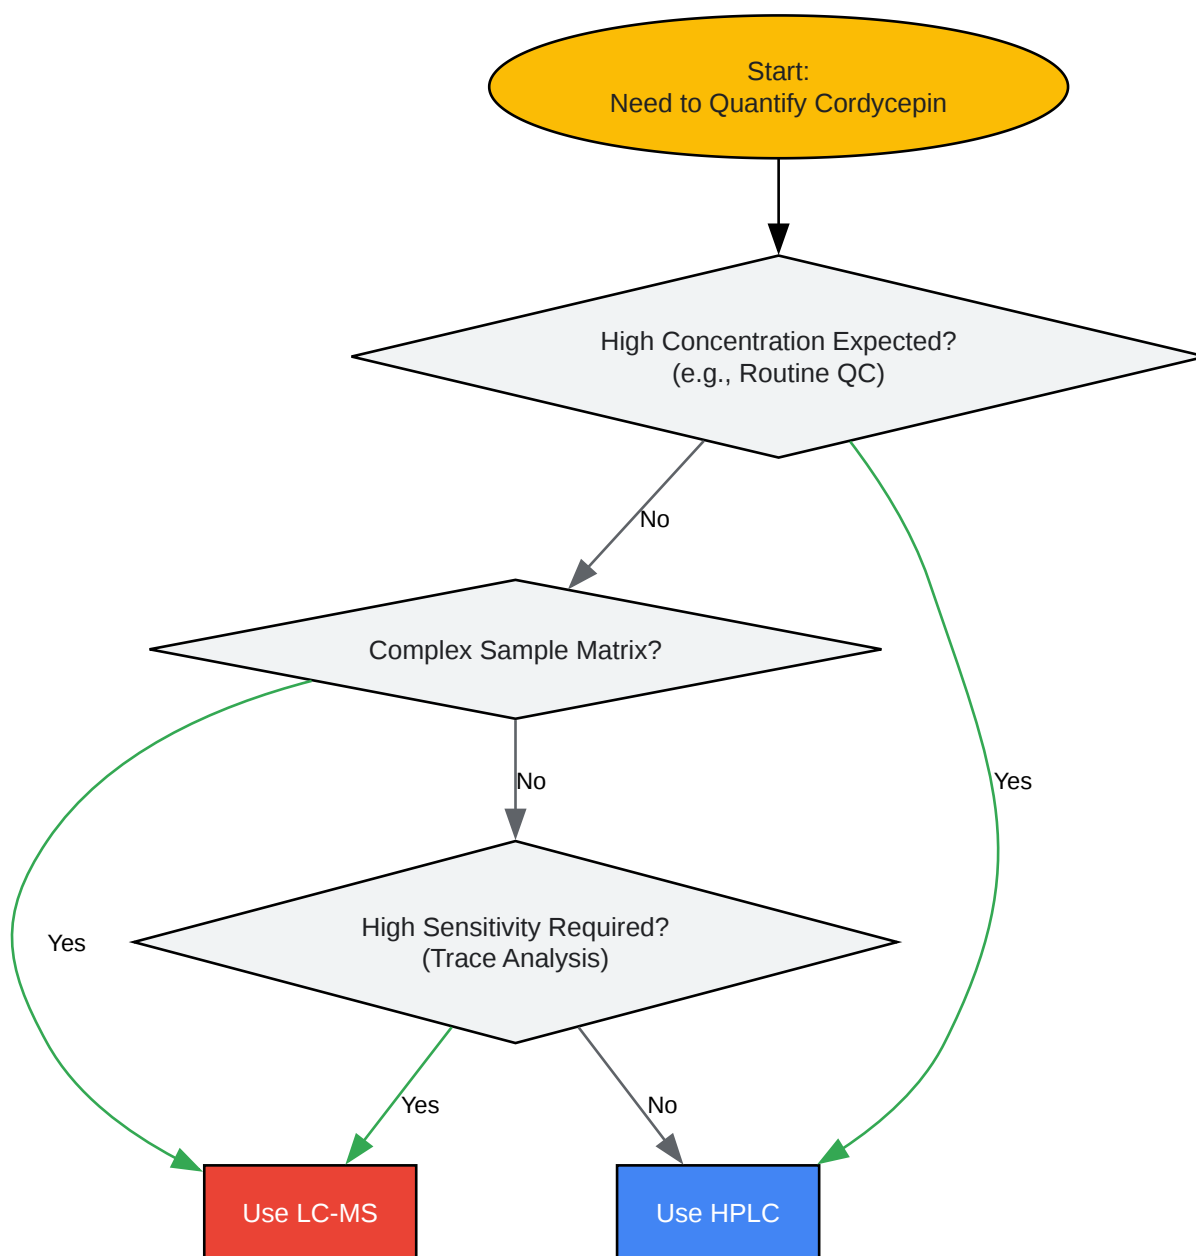 Start:
Need to Quantify Cordycepin
High Concentration Expected?
(e.g., Routine QC)
No
Complex Sample Matrix?
No
Yes
High Sensitivity Required?
(Trace Analysis)
Yes
Yes
No
Use LC-MS
Use HPLC